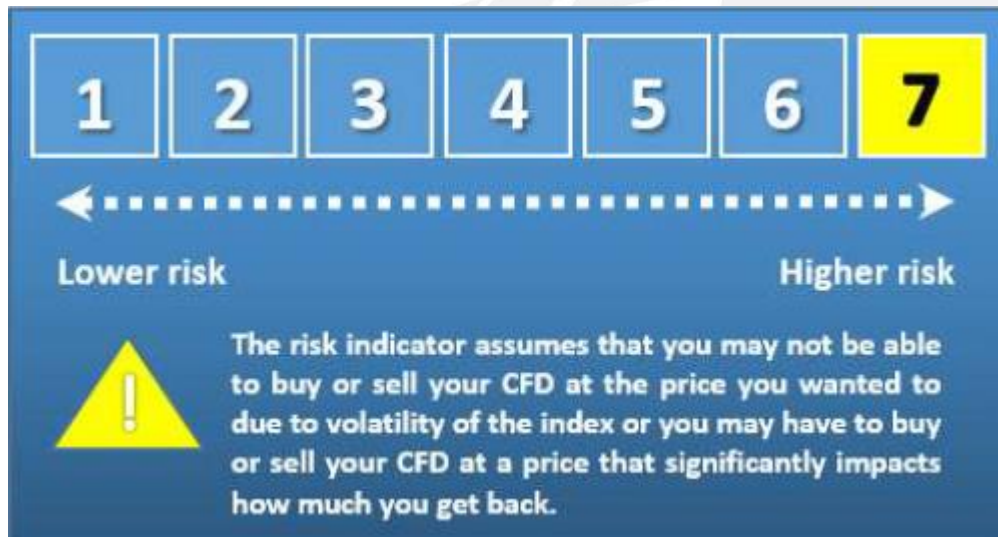 1 2 3 4 5 6 7
Lower risk Higher risk
!
The risk indicator assumes that you may not be able
to buy or sell your CFD at the price you wanted to
due to volatility of the index or you may have to buy
or sell your CFD at a price that significantly impacts
how much you get back.